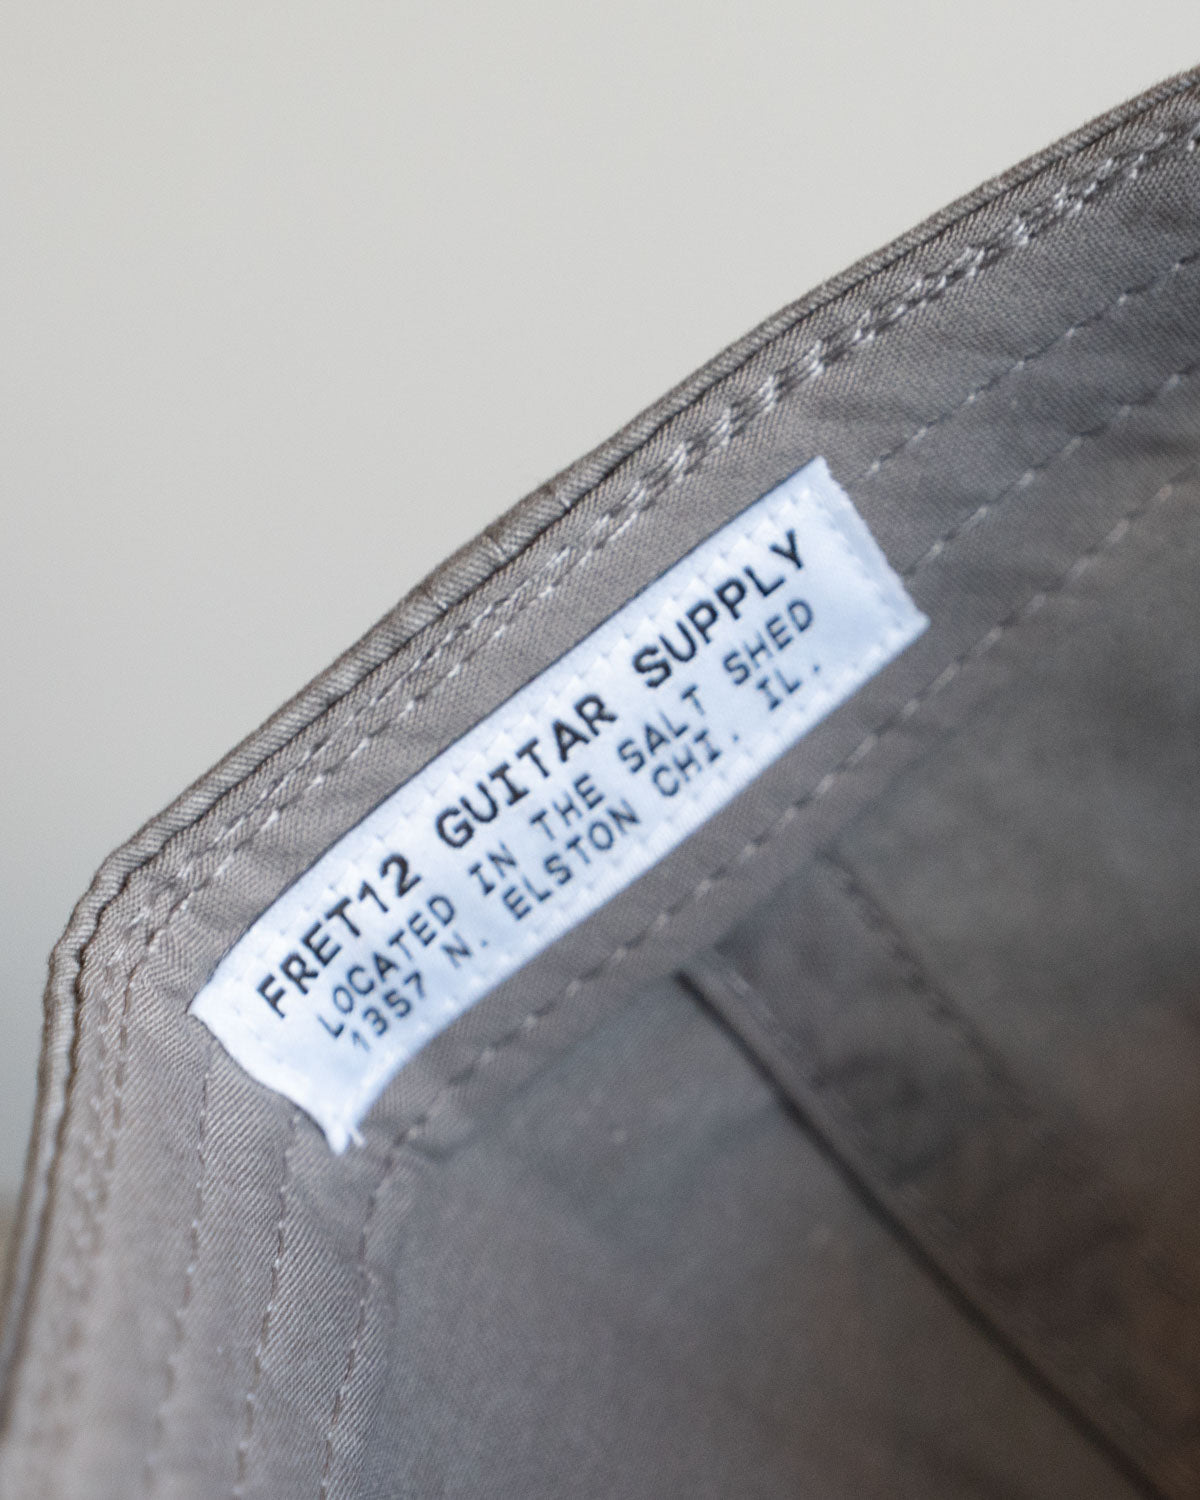 FRET12 GUITAR SUPPLY
LOCATED IN THE SALT SHED
1357 N. ELSTON CHI. IL.